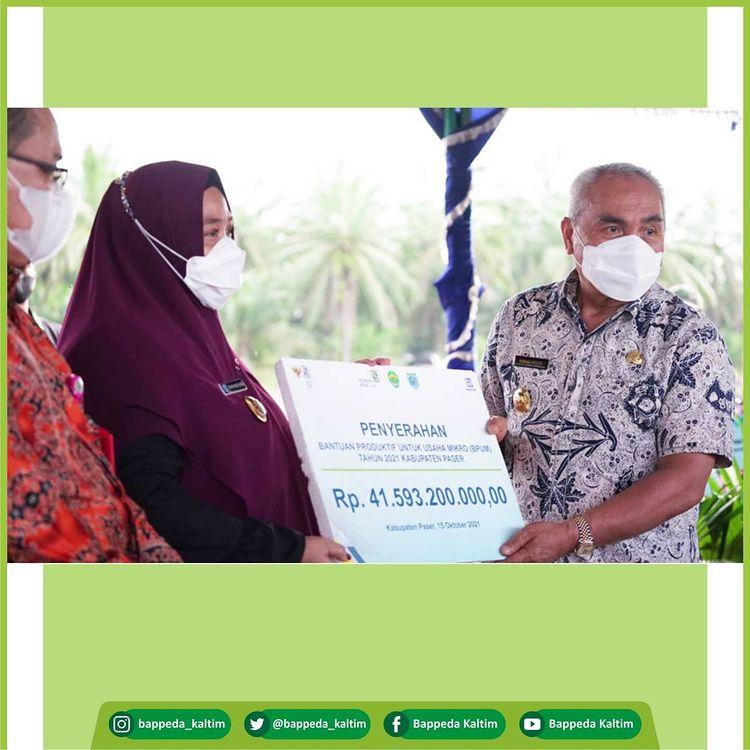 PENYERAHAN
BANTUAN PRODUKTIF UNTUK USAHA MIKRO (BPUM)
TAHUN 2021 KABUPATEN PASER
Rp. 41.593.200.000,00
Kabupaten Paser, 15 Oktober 2021
bappeda_kaltim
@bappeda_kaltim
Bappeda Kaltim
Bappeda Kaltim